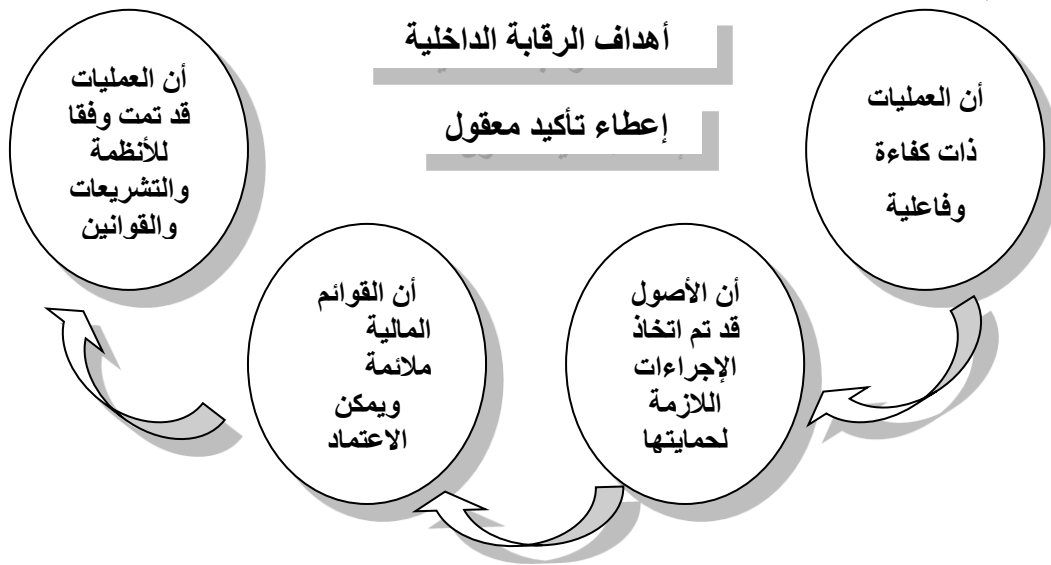 أهداف الرقابة الداخلية
إعطاء تأكيد معقول
أن العمليات
ذات كفاءة
وفاعلية
أن الأصول
قد تم اتخاذ
الإجراءات
اللازمة
لحمايتها
أن القوائم
المالية
ملائمة
ويمكن
الاعتماد
أن العمليات
قد تمت وفقا
للأنظمة
والتشريعات
والقوانين